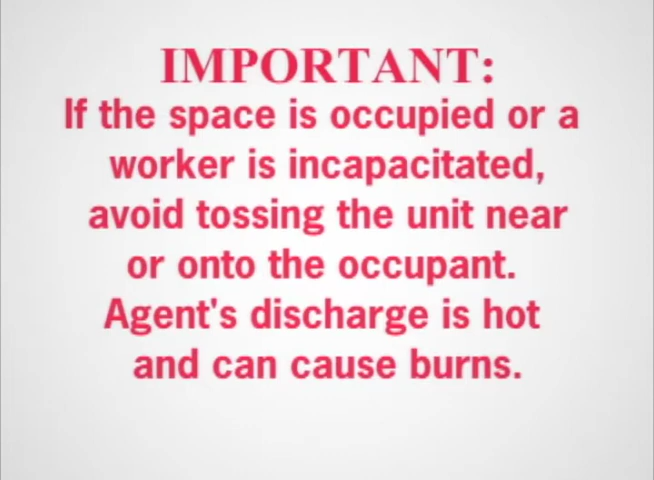 IMPORTANT:
If the space is occupied or a
worker is incapacitated,
avoid tossing the unit near
or onto the occupant.
Agent's discharge is hot
and can cause burns.